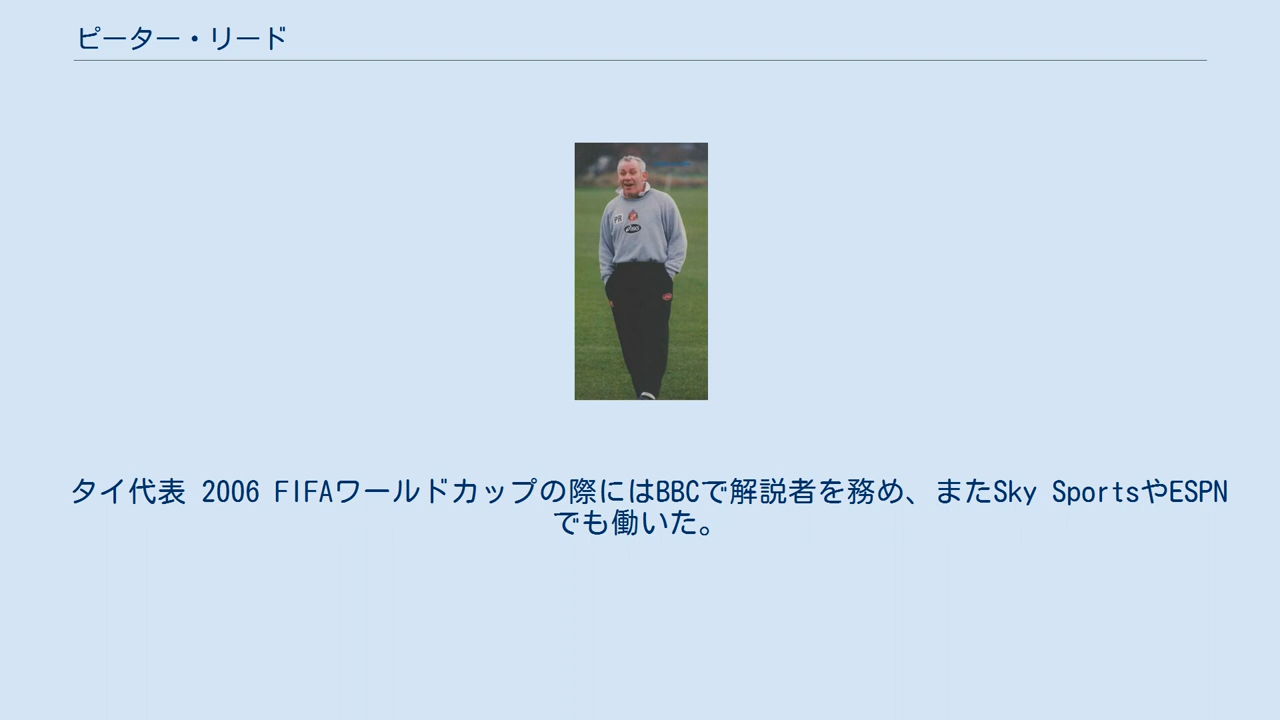 ピーター・リード
PR
asics
タイ代表 2006 FIFAワールドカップの際にはBBCで解説者を務め、またSky SportsやESPN
でも働いた。